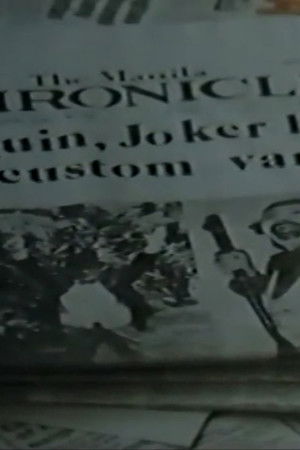 The Manila
HRONICL
uin, Joker
custom va